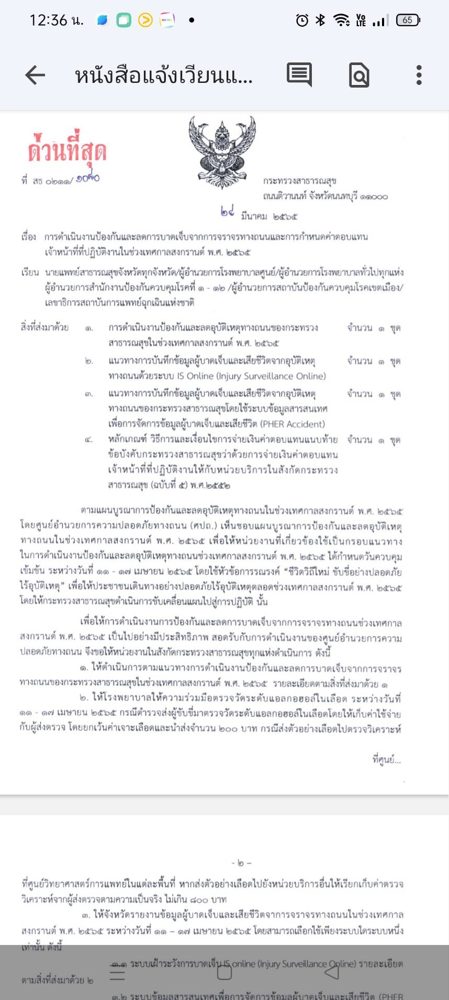 12:36 น.
Vo LTE
65
หนังสือแจ้งเวียนแ...
ด่วนที่สุด
ที่ สธ ๐๒๑๑/
กระทรวงสาธารณสุข
ถนนติวานนท์ จังหวัดนนทบุรี ๑๑๐๐๐
๒๔ มีนาคม ๒๕๖๕
เรื่อง การดำเนินงานป้องกันและลดการบาดเจ็บจากการจราจรทางถนนและการกำหนดค่าตอบแทน
เจ้าหน้าที่ที่ปฏิบัติงานในช่วงเทศกาลสงกรานต์ พ.ศ. ๒๕๖๕
เรียน นายแพทย์สาธารณสุขจังหวัดทุกจังหวัด/ผู้อำนวยการโรงพยาบาลศูนย์/ผู้อำนวยการโรงพยาบาลทั่วไปทุกแห่ง
ผู้อำนวยการสำนักงานป้องกันควบคุมโรคที่ ๑ - ๑๒ /ผู้อำนวยการสถาบันป้องกันควบคุมโรคเขตเมือง/
เลขาธิการสถาบันการแพทย์ฉุกเฉินแห่งชาติ
สิ่งที่ส่งมาด้วย ๑. การดำเนินงานป้องกันและลดอุบัติเหตุทางถนนของกระทรวง จำนวน ๑ ชุด
สาธารณสุขในช่วงเทศกาลสงกรานต์ พ.ศ. ๒๕๖๕
๒. แนวทางการบันทึกข้อมูลผู้บาดเจ็บและเสียชีวิตจากอุบัติเหตุ จำนวน ๑ ชุด
ทางถนนด้วยระบบ IS Online (Injury Surveillance Online)
๓. แนวทางการบันทึกข้อมูลผู้บาดเจ็บและเสียชีวิตจากอุบัติเหตุ จำนวน ๑ ชุด
ทางถนนของกระทรวงสาธารณสุขโดยใช้ระบบข้อมูลสารสนเทศ
เพื่อการจัดการข้อมูลผู้บาดเจ็บและเสียชีวิต (PHER Accident)
๔. หลักเกณฑ์ วิธีการและเงื่อนไขการจ่ายเงินค่าตอบแทนแนบท้าย จำนวน ๑ ชุด
ข้อบังคับกระทรวงสาธารณสุขว่าด้วยการจ่ายเงินค่าตอบแทน
เจ้าหน้าที่ที่ปฏิบัติงานให้กับหน่วยบริการในสังกัดกระทรวง
สาธารณสุข (ฉบับที่ ๕) พ.ศ.๒๕๕๒
ตามแผนบูรณาการป้องกันและลดอุบัติเหตุทางถนนในช่วงเทศกาลสงกรานต์ พ.ศ. ๒๕๖๕
โดยศูนย์อำนวยการความปลอดภัยทางถนน (ศปถ.) เห็นชอบแผนบูรณาการป้องกันและลดอุบัติเหตุ
ทางถนนในช่วงเทศกาลสงกรานต์ พ.ศ. ๒๕๖๕ เพื่อให้หน่วยงานที่เกี่ยวข้องใช้เป็นกรอบแนวทาง
ในการดำเนินงานป้องกันและลดอุบัติเหตุทางถนนช่วงเทศกาลสงกรานต์ พ.ศ. ๒๕๖๕ ได้กำหนดวันควบคุม
เข้มข้น ระหว่างวันที่ ๑๑ - ๑๗ เมษายน ๒๕๖๕ โดยใช้หัวข้อการรณรงค์ “ชีวิตวิถีใหม่ ขับขี่อย่างปลอดภัย
ไร้อุบัติเหตุ” เพื่อให้ประชาชนเดินทางอย่างปลอดภัยไร้อุบัติเหตุตลอดช่วงเทศกาลสงกรานต์ พ.ศ. ๒๕๖๕
โดยให้กระทรวงสาธารณสุขดำเนินการขับเคลื่อนแผนไปสู่การปฏิบัติ นั้น
เพื่อให้การดำเนินงานการป้องกันและลดการบาดเจ็บจากการจราจรทางถนนช่วงเทศกาล
สงกรานต์ พ.ศ. ๒๕๖๕ เป็นไปอย่างมีประสิทธิภาพ สอดรับกับการดำเนินงานของศูนย์อำนวยการความ
ปลอดภัยทางถนน จึงขอให้หน่วยงานในสังกัดกระทรวงสาธารณสุขทุกแห่งดำเนินการ ดังนี้
๑. ให้ดำเนินการตามแนวทางการดำเนินงานป้องกันและลดการบาดเจ็บจากการจราจร
ทางถนนของกระทรวงสาธารณสุขในช่วงเทศกาลสงกรานต์ พ.ศ. ๒๕๖๕ รายละเอียดตามสิ่งที่ส่งมาด้วย ๑
๒. ให้โรงพยาบาลให้ความร่วมมือตรวจวัดระดับแอลกอฮอล์ในเลือด ระหว่างวันที่
๑๑ - ๑๗ เมษายน ๒๕๖๕ กรณีตำรวจส่งผู้ขับขี่มาตรวจวัดระดับแอลกอฮอล์ในเลือดโดยให้เก็บค่าใช้จ่าย
กับผู้ส่งตรวจ โดยยกเว้นค่าเจาะเลือดและนำส่งจำนวน ๒๐๐ บาท กรณีส่งตัวอย่างเลือดไปตรวจวิเคราะห์
ที่ศูนย์...
- ๒ –
ที่ศูนย์วิทยาศาสตร์การแพทย์ในแต่ละพื้นที่ หากส่งตัวอย่างเลือดไปยังหน่วยบริการอื่นให้เรียกเก็บค่าตรวจ
วิเคราะห์จากผู้ส่งตรวจตามความเป็นจริง ไม่เกิน ๘๐๐ บาท
๓. ให้จังหวัดรายงานข้อมูลผู้บาดเจ็บและเสียชีวิตจาการจราจรทางถนนในช่วงเทศกาล
สงกรานต์ พ.ศ. ๒๕๖๕ ระหว่างวันที่ ๑๑ – ๑๗ เมษายน ๒๕๖๕ โดยสามารถเลือกใช้เพียงระบบใดระบบหนึ่ง
เท่านั้น ดังนี้
๓.๑ ระบบเฝ้าระวังการบาดเจ็บ IS online (Injury Surveillance Online) รายละเอียด
ตามสิ่งที่ส่งมาด้วย ๒
๓.๒ ระบบข้อมูลสารสนเทศเพื่อการจัดการข้อมูลผู้บาดเจ็บและเสียชีวิต (PHER